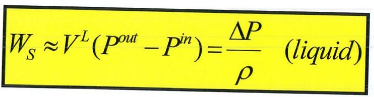 W_S ≈ V^L (P^out − P^in) = ΔP / ρ (liquid)